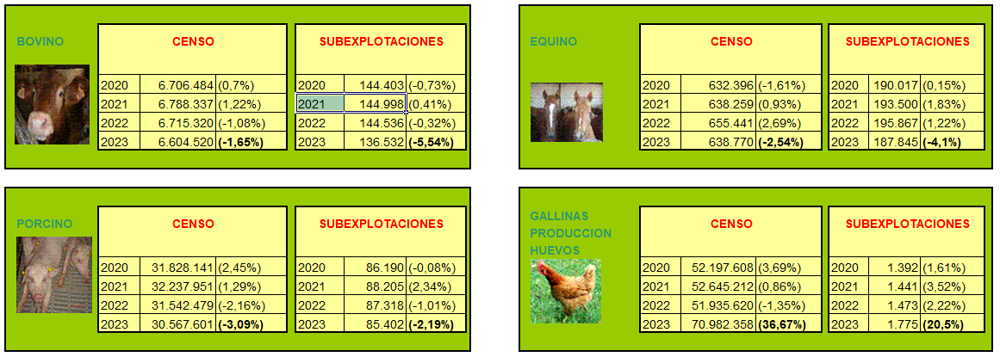 BOVINO
CENSO
2020 6.706.484 (0,7%)
2021 6.788.337 (1,22%)
2022 6.715.320 (-1,08%)
2023 6.604.520 (-1,65%)
SUBEXPLOTACIONES
2020 144.403 (-0,73%)
2021 144.998 (0,41%)
2022 144.536 (-0,32%)
2023 136.532 (-5,54%)
EQUINO
CENSO
2020 632.396 (-1,61%)
2021 638.259 (0,93%)
2022 655.441 (2,69%)
2023 638.770 (-2,54%)
SUBEXPLOTACIONES
2020 190.017 (0,15%)
2021 193.500 (1,83%)
2022 195.867 (1,22%)
2023 187.845 (-4,1%)
PORCINO
CENSO
2020 31.828.141 (2,45%)
2021 32.237.951 (1,29%)
2022 31.542.479 (-2,16%)
2023 30.567.601 (-3,09%)
SUBEXPLOTACIONES
2020 86.190 (-0,08%)
2021 88.205 (2,34%)
2022 87.318 (-1,01%)
2023 85.402 (-2,19%)
GALLINAS
PRODUCCION
HUEVOS
CENSO
2020 52.197.608 (3,69%)
2021 52.645.212 (0,86%)
2022 51.935.620 (-1,35%)
2023 70.982.358 (36,67%)
SUBEXPLOTACIONES
2020 1.392 (1,61%)
2021 1.441 (3,52%)
2022 1.473 (2,22%)
2023 1.775 (20,5%)